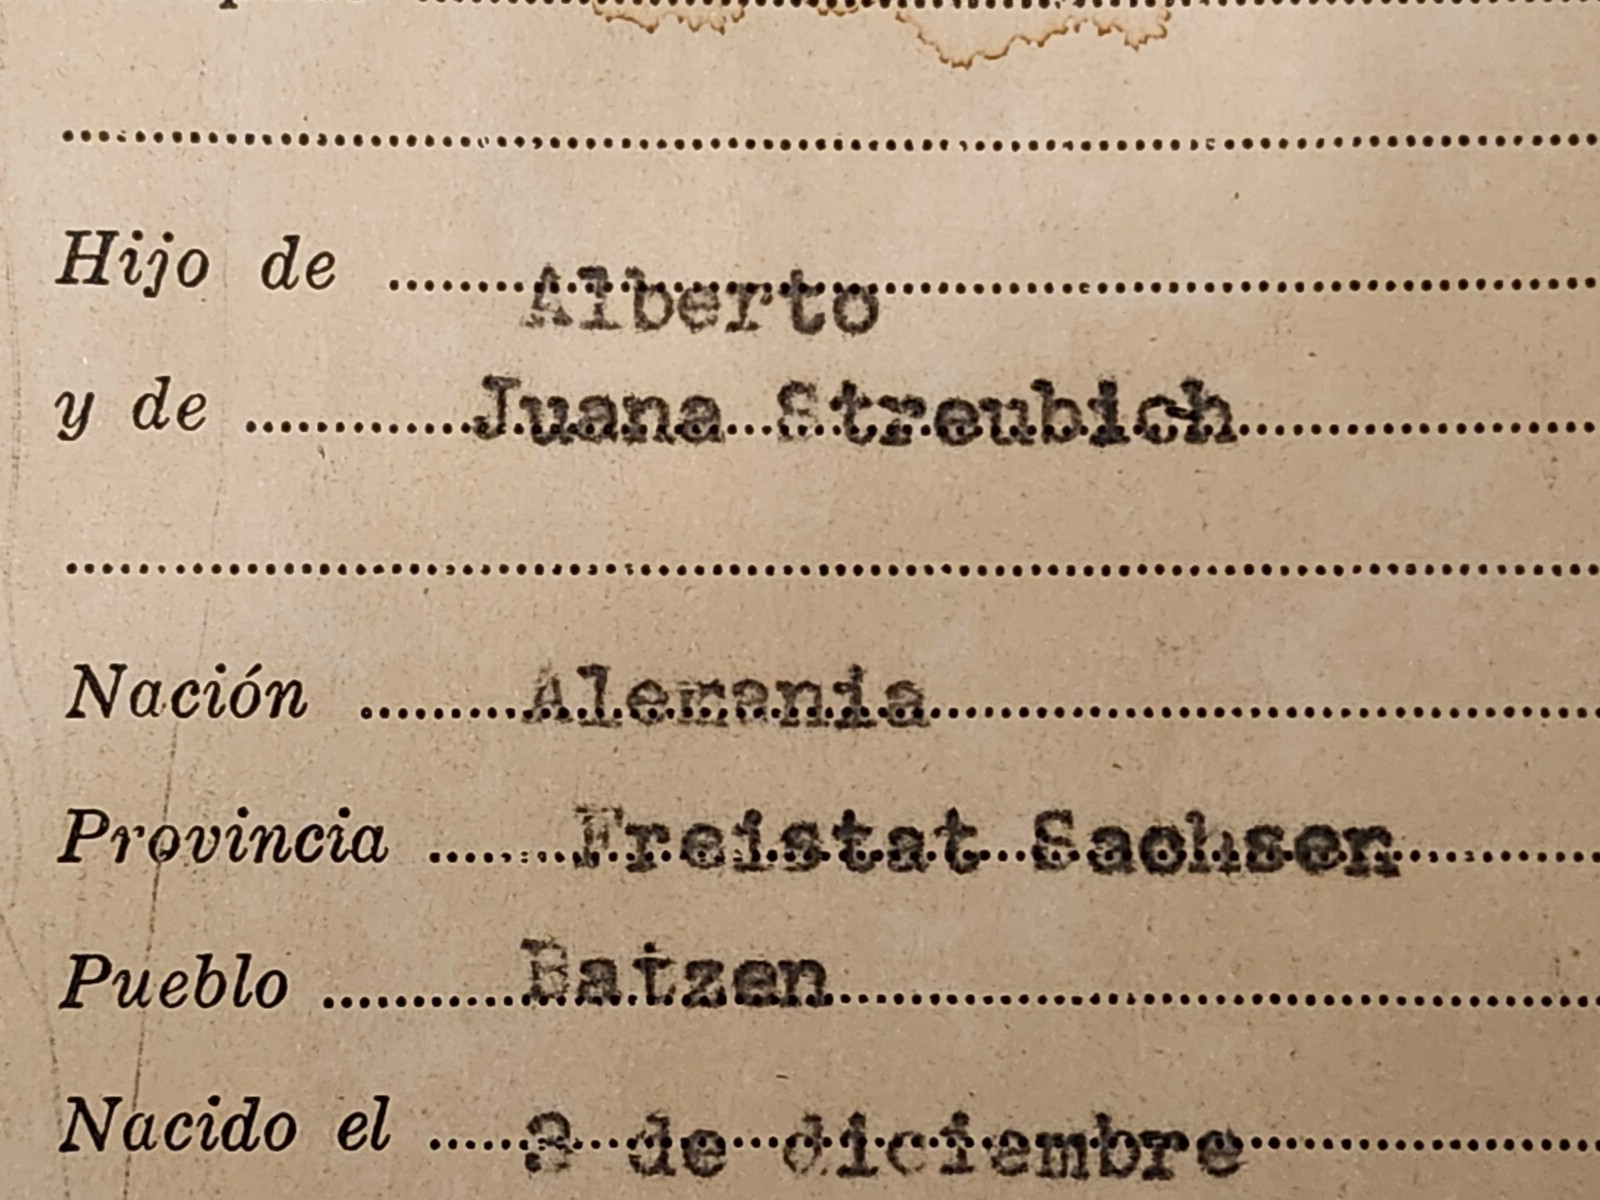 Hijo de Alberto
y de Juana Streubich
Nación Alemania
Provincia Freistat Sachsen
Pueblo Batzen
Nacido el 3 de diciembre